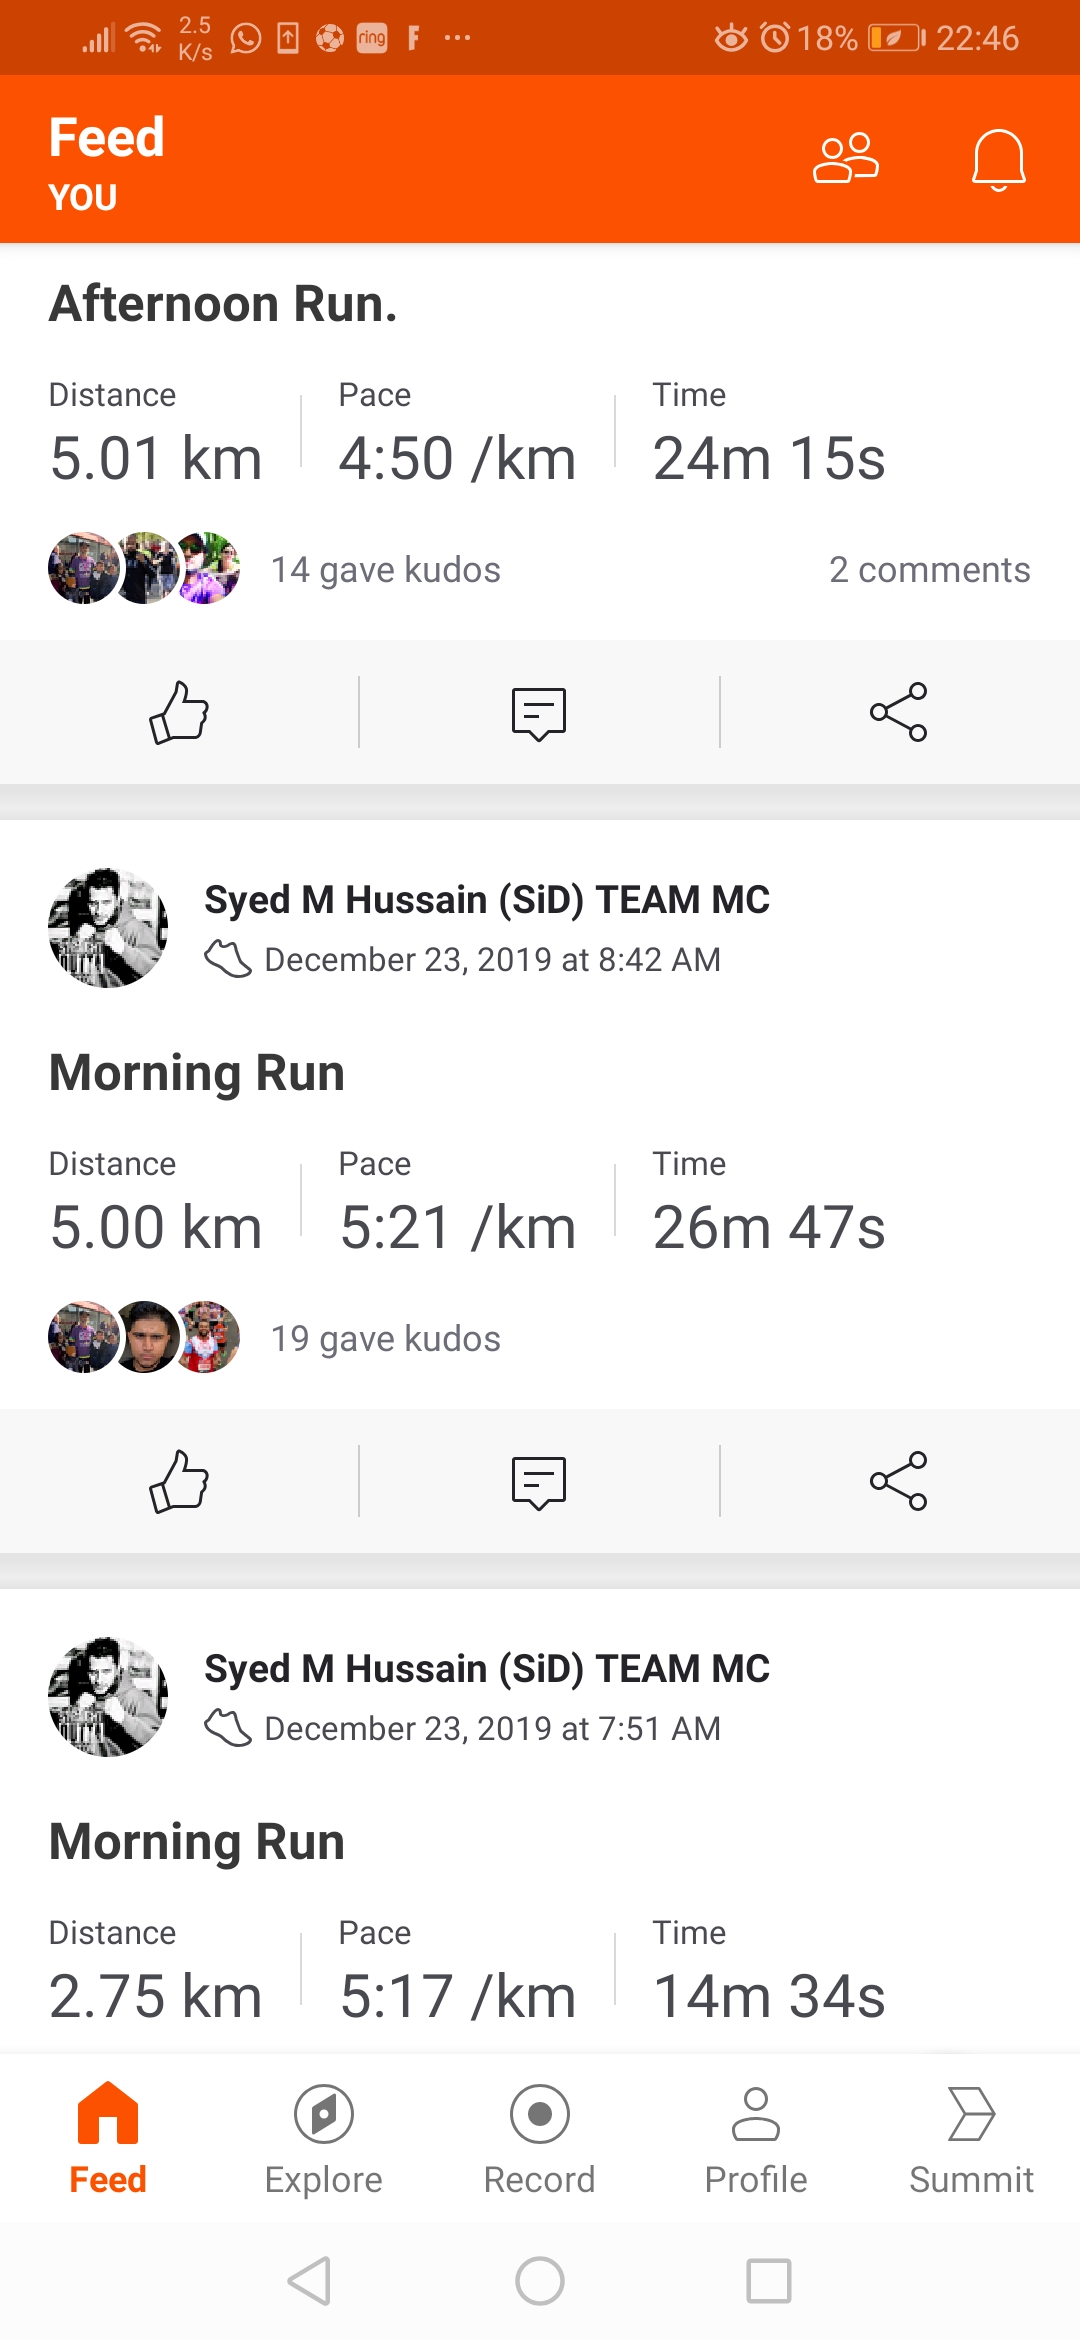 2.5 K/s ring F ... 18% 22:46
Feed
YOU
Afternoon Run.
Distance Pace Time
5.01 km 4:50 /km 24m 15s
14 gave kudos 2 comments
Syed M Hussain (SiD) TEAM MC
December 23, 2019 at 8:42 AM
Morning Run
Distance Pace Time
5.00 km 5:21 /km 26m 47s
19 gave kudos
Syed M Hussain (SiD) TEAM MC
December 23, 2019 at 7:51 AM
Morning Run
Distance Pace Time
2.75 km 5:17 /km 14m 34s
Feed Explore Record Profile Summit